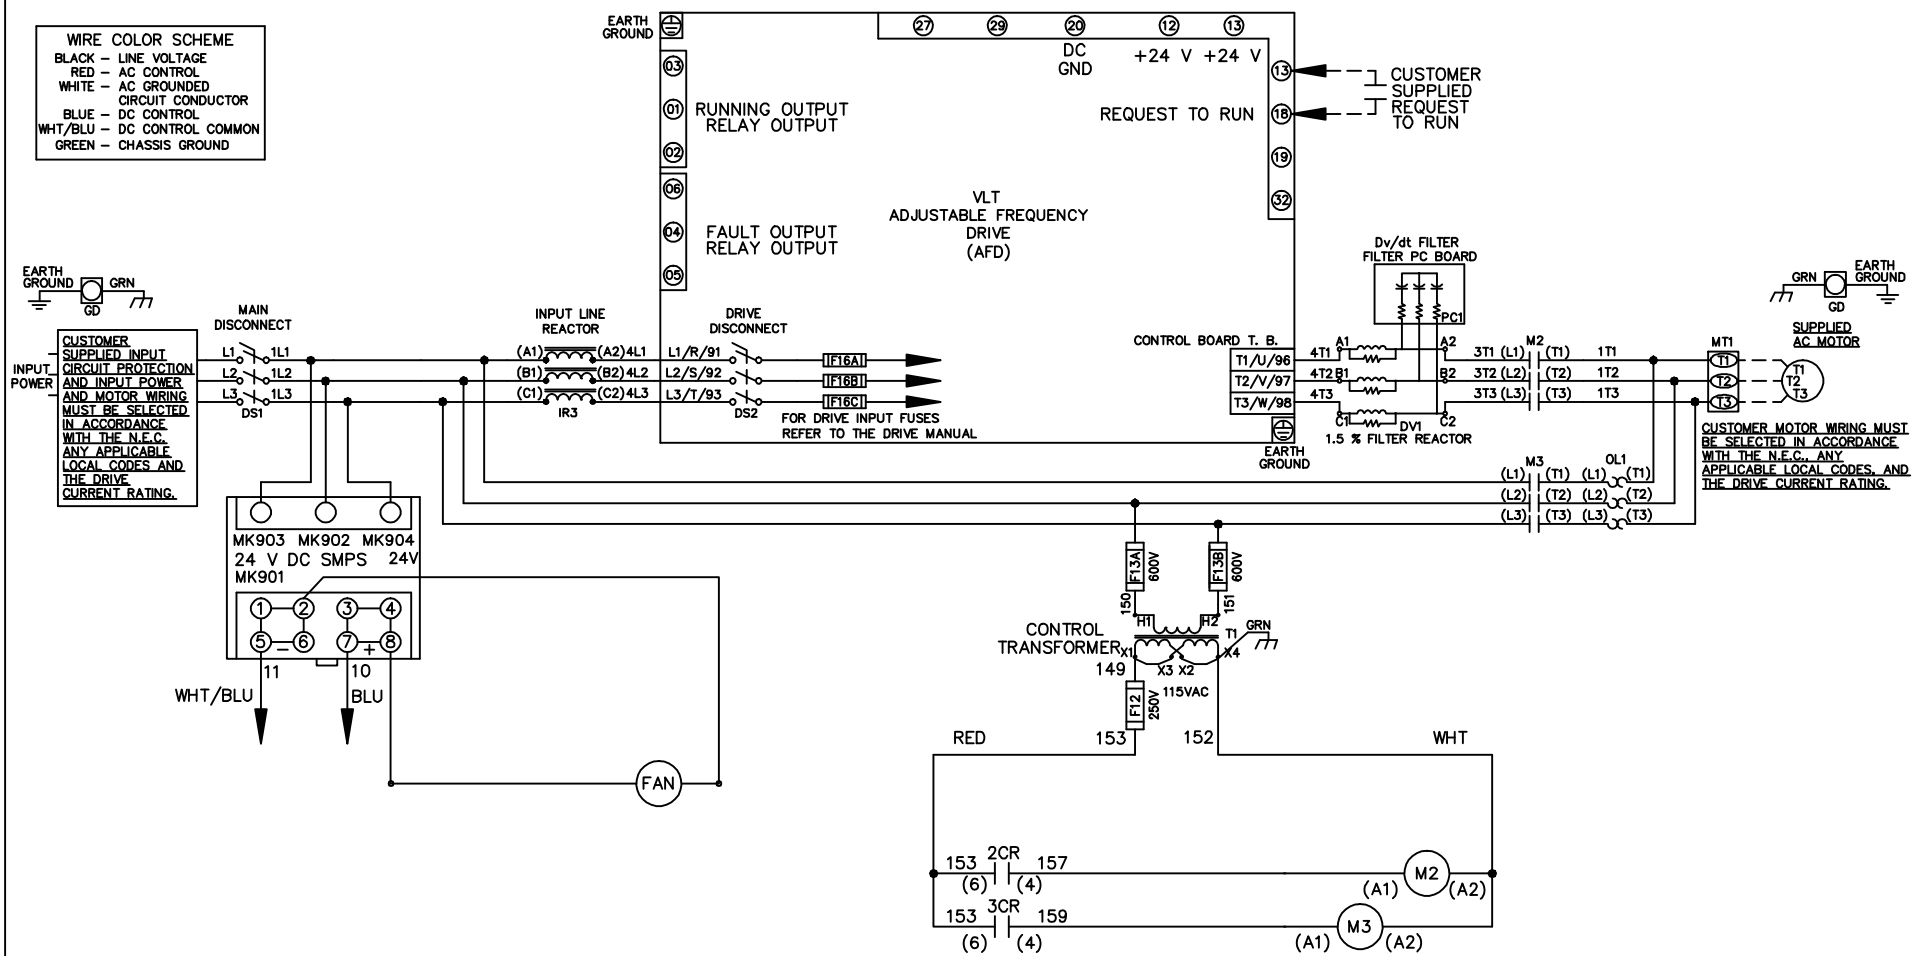 WIRE COLOR SCHEME
BLACK – LINE VOLTAGE
RED – AC CONTROL
WHITE – AC GROUNDED
CIRCUIT CONDUCTOR
BLUE – DC CONTROL
WHT/BLU – DC CONTROL COMMON
GREEN – CHASSIS GROUND
EARTH
GROUND
27 29 20 12 13
DC
GND
+24 V +24 V
03
01
02
RUNNING OUTPUT
RELAY OUTPUT
06
04
05
FAULT OUTPUT
RELAY OUTPUT
REQUEST TO RUN
13
18
19
32
CUSTOMER
SUPPLIED
REQUEST
TO RUN
VLT
ADJUSTABLE FREQUENCY
DRIVE
(AFD)
Dv/dt FILTER
FILTER PC BOARD
PC1
EARTH
GROUND
GRN
GD
GRN
GD
EARTH
GROUND
INPUT
POWER
CUSTOMER
SUPPLIED INPUT
CIRCUIT PROTECTION
AND INPUT POWER
AND MOTOR WIRING
MUST BE SELECTED
IN ACCORDANCE
WITH THE N.E.C.
ANY APPLICABLE
LOCAL CODES AND
THE DRIVE
CURRENT RATING.
MAIN
DISCONNECT
L1 1L1
L2 1L2
L3 1L3
DS1
INPUT LINE
REACTOR
(A1) (A2) 4L1
(B1) (B2) 4L2
(C1) (C2) 4L3
IR3
DRIVE
DISCONNECT
L1/R/91
L2/S/92
L3/T/93
DS2
F16A
F16B
F16C
FOR DRIVE INPUT FUSES
REFER TO THE DRIVE MANUAL
CONTROL BOARD T. B.
T1/U/96
T2/V/97
T3/W/98
EARTH
GROUND
4T1 A1 A2
4T2 B1 B2
4T3 C1 C2
DV1
1.5 % FILTER REACTOR
M2
3T1 (L1) (T1) 1T1
3T2 (L2) (T2) 1T2
3T3 (L3) (T3) 1T3
MT1
T1
T2
T3
SUPPLIED
AC MOTOR
T1
T2
T3
CUSTOMER MOTOR WIRING MUST
BE SELECTED IN ACCORDANCE
WITH THE N.E.C., ANY
APPLICABLE LOCAL CODES, AND
THE DRIVE CURRENT RATING.
M3 OL1
(L1) (T1) (L1) (T1)
(L2) (T2) (L2) (T2)
(L3) (T3) (L3) (T3)
MK903 MK902 MK904
24 V DC SMPS 24V
MK901
1 2 3 4
5 – 6 7 + 8
11
10
WHT/BLU
BLU
FAN
F13A
600V
F13B
600V
150
151
H1 H2
CONTROL
TRANSFORMER
T1
GRN
X1 X3 X2 X4
149
115VAC
F12
250V
RED 153 152 WHT
153 2CR 157
(6) (4)
(A1) M2 (A2)
153 3CR 159
(6) (4)
(A1) M3 (A2)